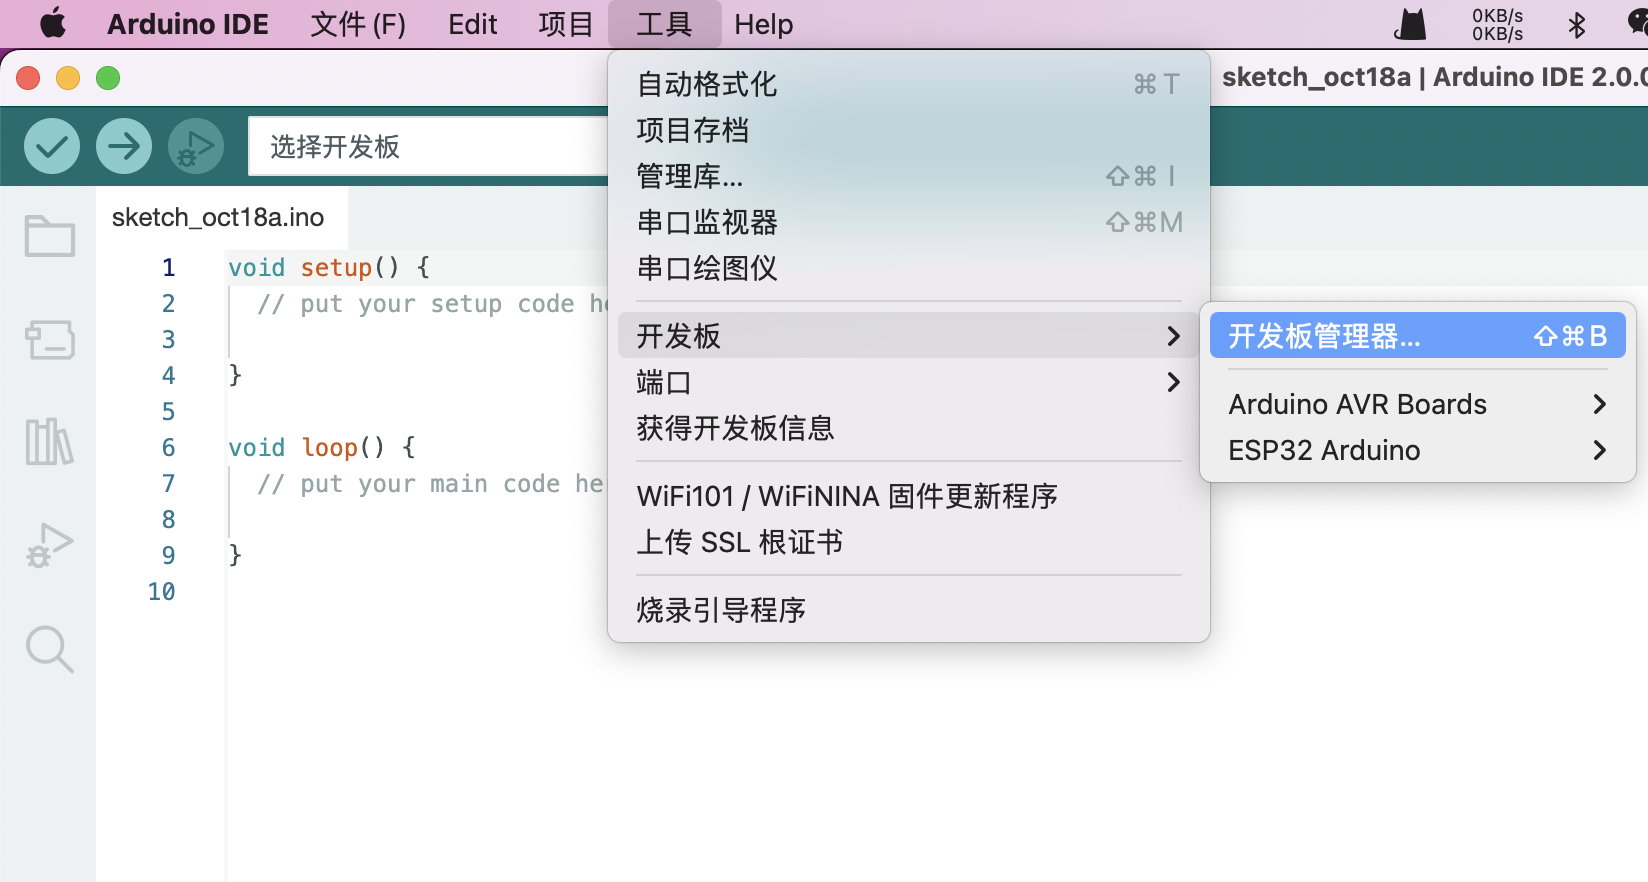 Arduino IDE 文件 (F) Edit 项目 工具 Help 0KB/s
0KB/s
sketch_oct18a | Arduino IDE 2.0.0
选择开发板
sketch_oct18a.ino
1 void setup() {
2 // put your setup code he
3
4 }
5
6 void loop() {
7 // put your main code he
8
9 }
10
自动格式化 ⌘T
项目存档
管理库... ⇧⌘I
串口监视器 ⇧⌘M
串口绘图仪
开发板
端口
获得开发板信息
WiFi101 / WiFiNINA 固件更新程序
上传 SSL 根证书
烧录引导程序
开发板管理器... ⇧⌘B
Arduino AVR Boards
ESP32 Arduino